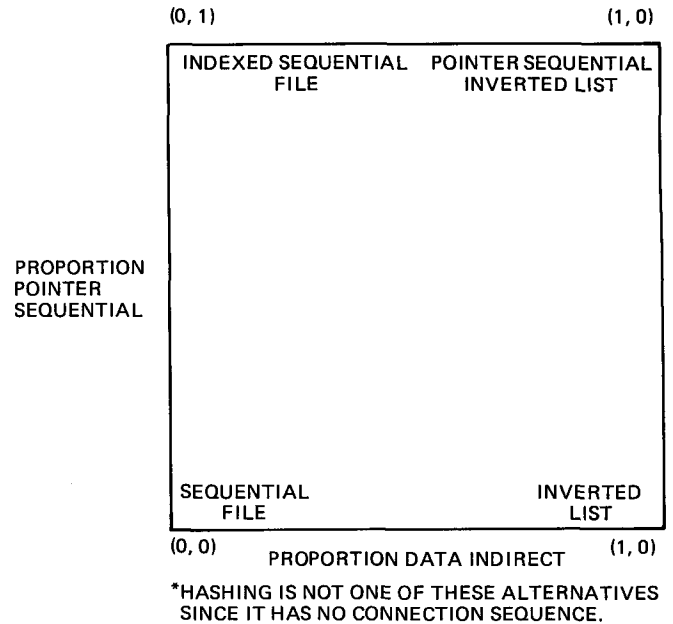 (0, 1) (1, 0)
INDEXED SEQUENTIAL FILE
POINTER SEQUENTIAL INVERTED LIST
PROPORTION
POINTER
SEQUENTIAL
SEQUENTIAL FILE
INVERTED LIST
(0, 0) PROPORTION DATA INDIRECT (1, 0)
*HASHING IS NOT ONE OF THESE ALTERNATIVES
SINCE IT HAS NO CONNECTION SEQUENCE.